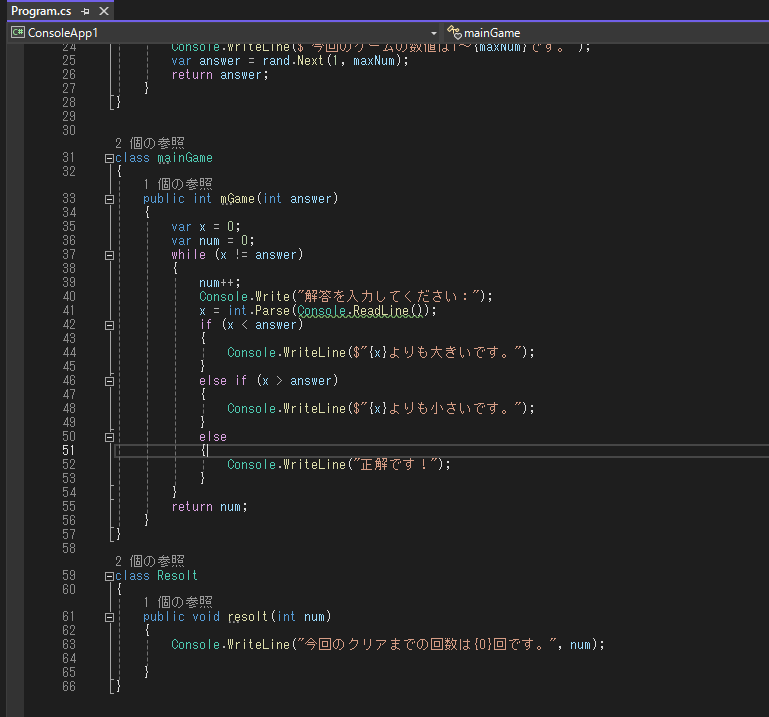 Program.cs
ConsoleApp1 mainGame
24 Console.WriteLine($"今回のゲームの数値は1～{maxNum}です。");
25 var answer = rand.Next(1, maxNum);
26 return answer;
27 }
28 }
29
30
2 個の参照
31 class mainGame
32 {
1 個の参照
33 public int mGame(int answer)
34 {
35 var x = 0;
36 var num = 0;
37 while (x != answer)
38 {
39 num++;
40 Console.Write("解答を入力してください：");
41 x = int.Parse(Console.ReadLine());
42 if (x < answer)
43 {
44 Console.WriteLine($"{x}よりも大きいです。");
45 }
46 else if (x > answer)
47 {
48 Console.WriteLine($"{x}よりも小さいです。");
49 }
50 else
51 {
52 Console.WriteLine("正解です！");
53 }
54 }
55 return num;
56 }
57 }
58
2 個の参照
59 class Resolt
60 {
1 個の参照
61 public void resolt(int num)
62 {
63 Console.WriteLine("今回のクリアまでの回数は{0}回です。", num);
64
65 }
66 }